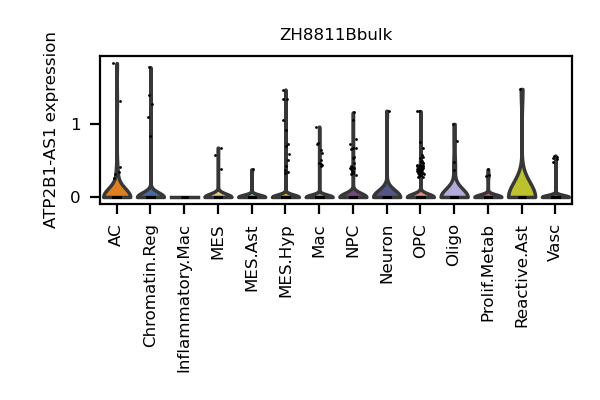 ZH8811Bbulk
ATP2B1-AS1 expression
1
0
AC
Chromatin.Reg
Inflammatory.Mac
MES
MES.Ast
MES.Hyp
Mac
NPC
Neuron
OPC
Oligo
Prolif.Metab
Reactive.Ast
Vasc